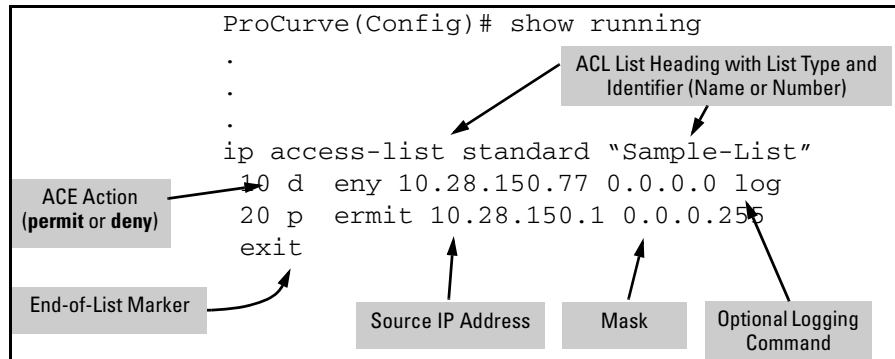 ProCurve(Config)# show running
.
.
.
ACL List Heading with List Type and
Identifier (Name or Number)
ip access-list standard “Sample-List”
10 d eny 10.28.150.77 0.0.0.0 log
20 p ermit 10.28.150.1 0.0.0.255
exit
ACE Action
(permit or deny)
End-of-List Marker
Source IP Address
Mask
Optional Logging
Command